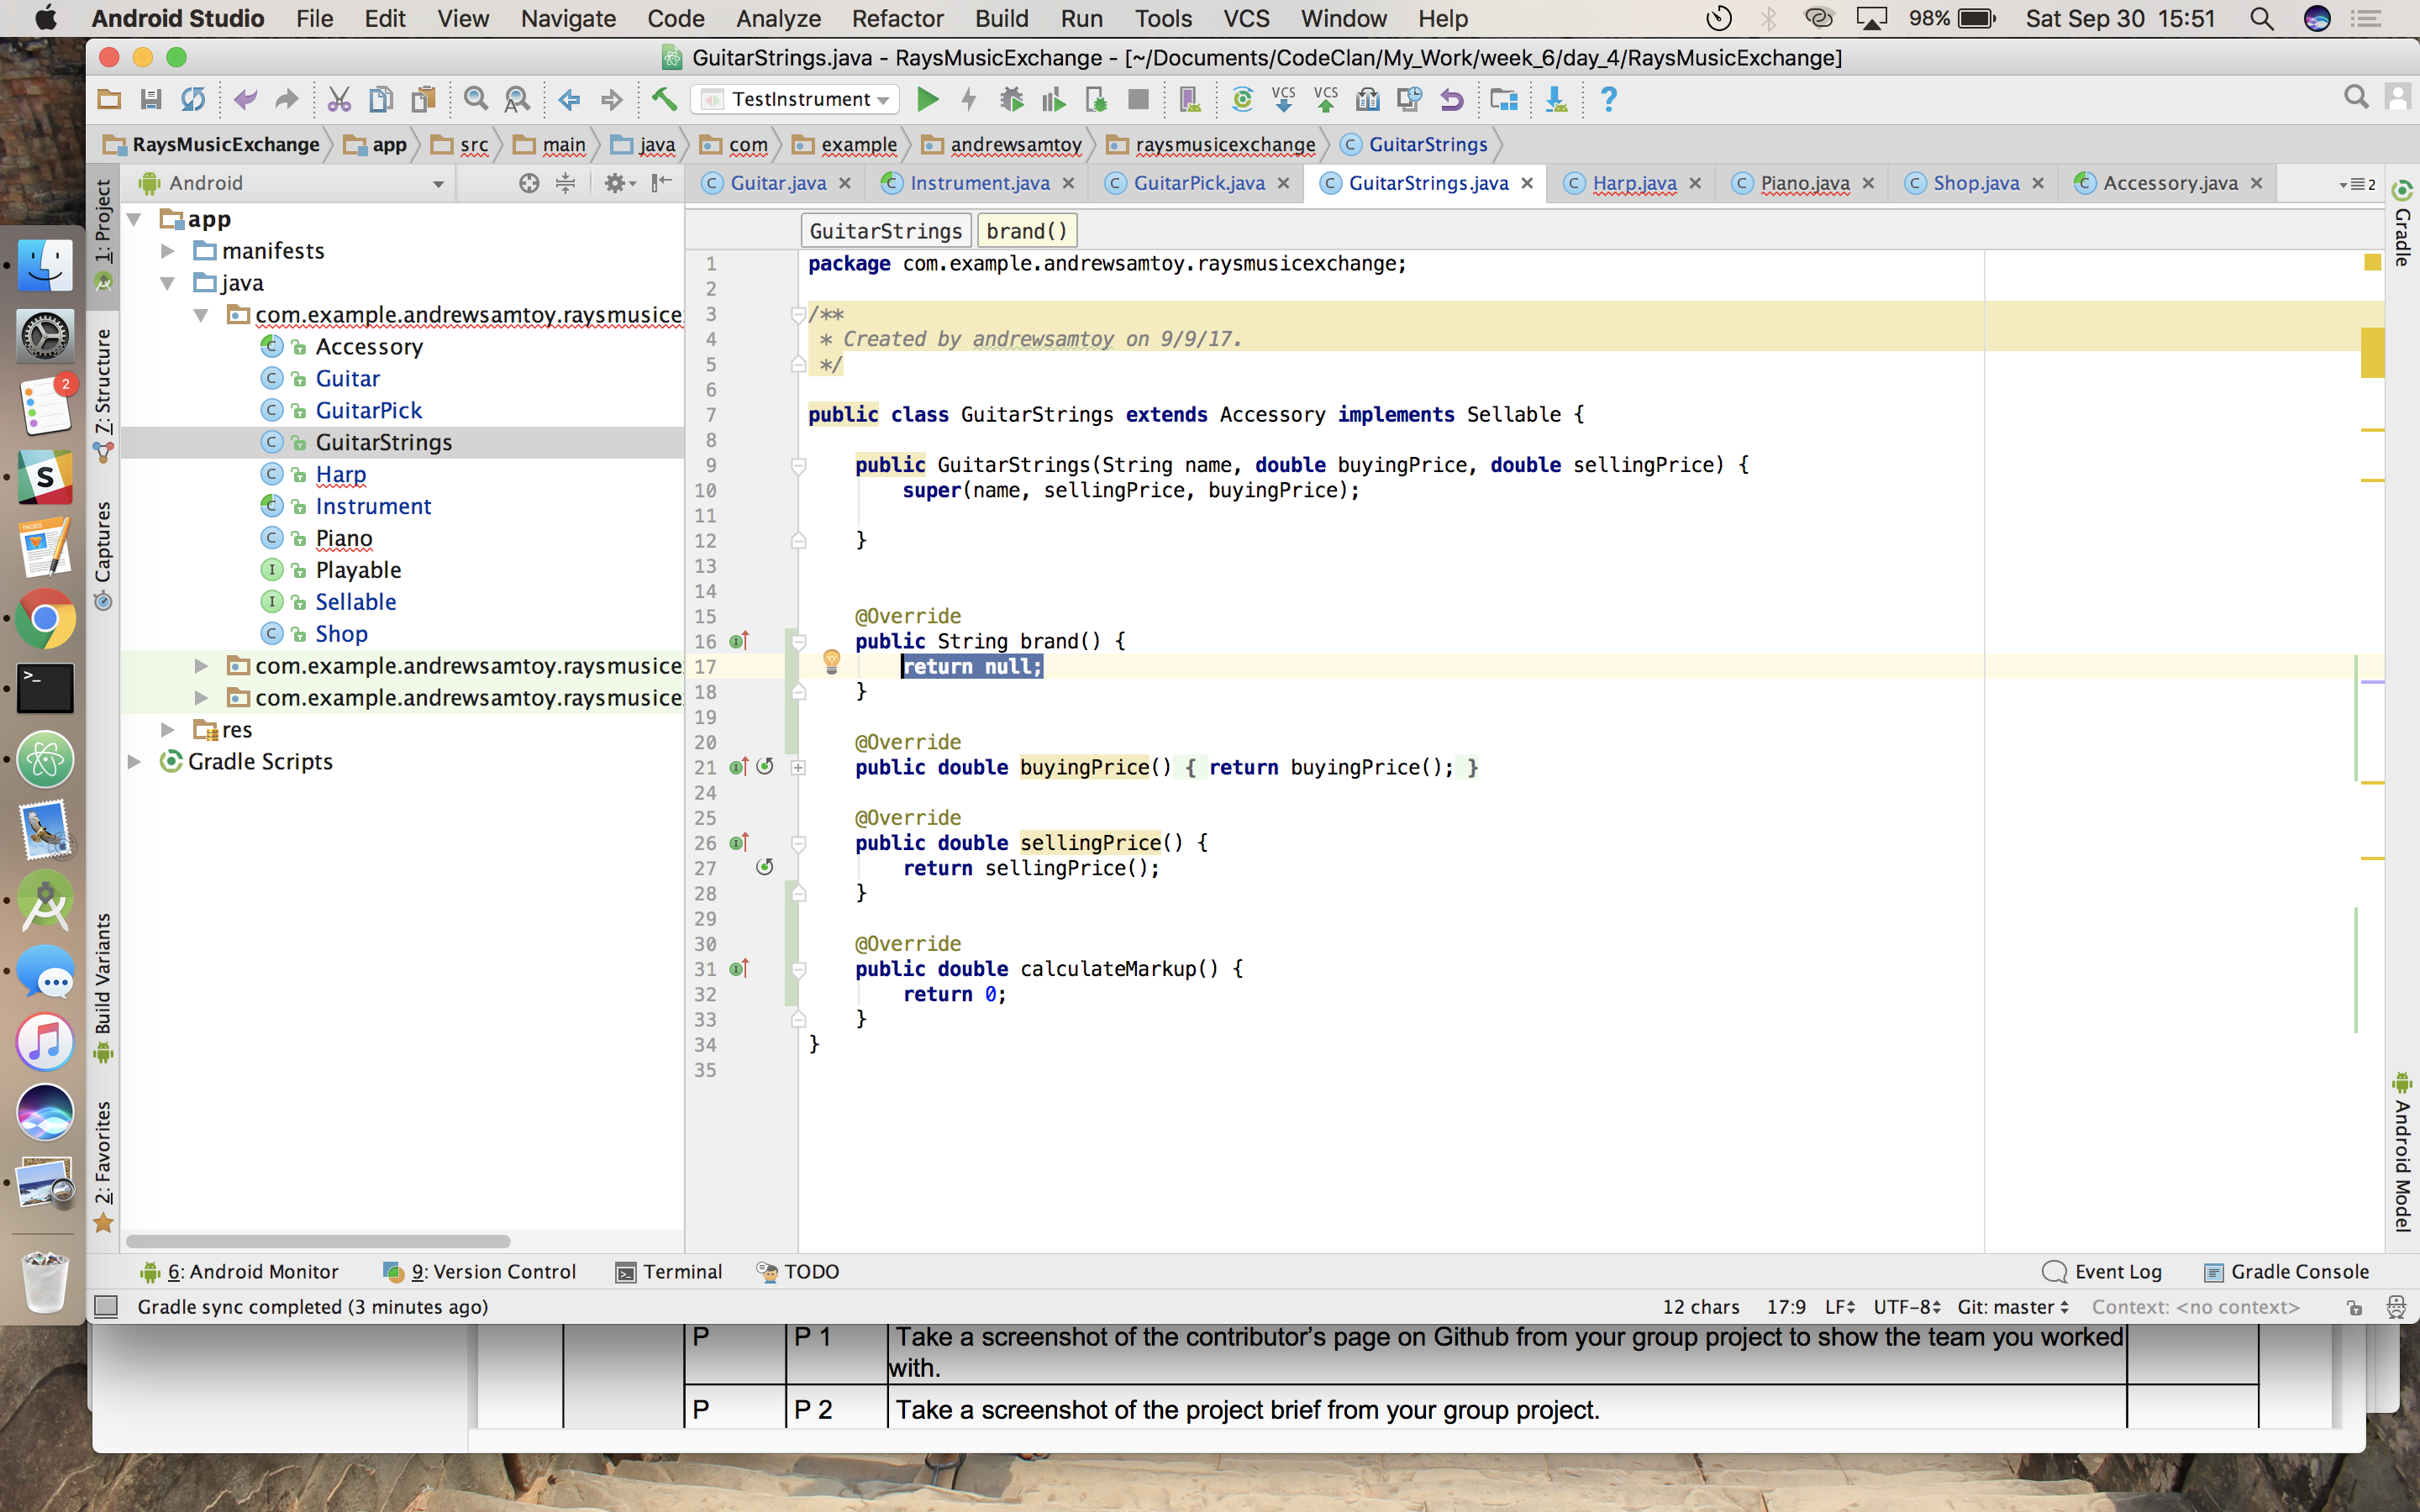 Android Studio File Edit View Navigate Code Analyze Refactor Build Run Tools VCS Window Help 98% Sat Sep 30 15:51
GuitarStrings.java - RaysMusicExchange - [~/Documents/CodeClan/My_Work/week_6/day_4/RaysMusicExchange]
TestInstrument VCS VCS ?
RaysMusicExchange app src main java com example andrewsamtoy raysmusicexchange GuitarStrings
Android Guitar.java Instrument.java GuitarPick.java GuitarStrings.java Harp.java Piano.java Shop.java Accessory.java 2
1: Project
7: Structure
Captures
Build Variants
2: Favorites
app
manifests
java
com.example.andrewsamtoy.raysmusice
Accessory
Guitar
GuitarPick
GuitarStrings
Harp
Instrument
Piano
Playable
Sellable
Shop
com.example.andrewsamtoy.raysmusice
com.example.andrewsamtoy.raysmusice
res
Gradle Scripts
2
S
PAGES
>_
GuitarStrings brand()
1 package com.example.andrewsamtoy.raysmusicexchange;
2
3 /**
4 * Created by andrewsamtoy on 9/9/17.
5 */
6
7 public class GuitarStrings extends Accessory implements Sellable {
8
9 public GuitarStrings(String name, double buyingPrice, double sellingPrice) {
10 super(name, sellingPrice, buyingPrice);
11
12 }
13
14
15 @Override
16 public String brand() {
17 return null;
18 }
19
20 @Override
21 public double buyingPrice() { return buyingPrice(); }
24
25 @Override
26 public double sellingPrice() {
27 return sellingPrice();
28 }
29
30 @Override
31 public double calculateMarkup() {
32 return 0;
33 }
34 }
35
Gradle
Android Model
6: Android Monitor 9: Version Control Terminal TODO Event Log Gradle Console
Gradle sync completed (3 minutes ago) 12 chars 17:9 LF UTF-8 Git: master Context: <no context>
P P 1 Take a screenshot of the contributor's page on Github from your group project to show the team you worked
with.
P P 2 Take a screenshot of the project brief from your group project.